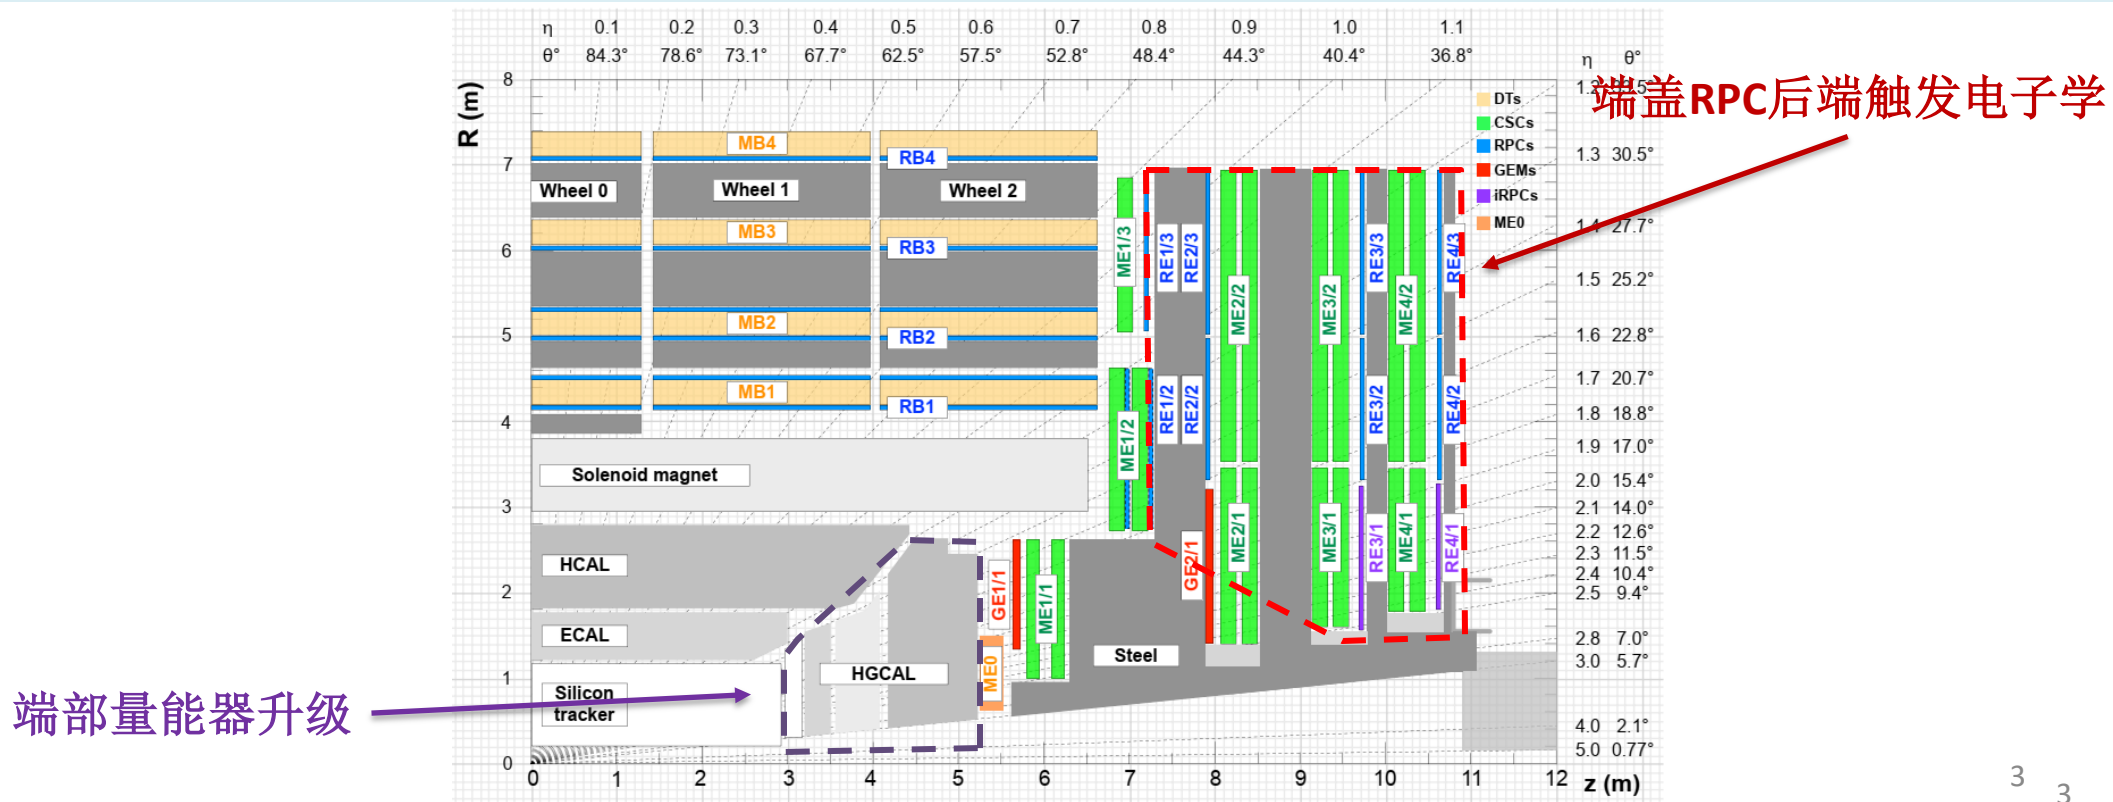 η 0.1 0.2 0.3 0.4 0.5 0.6 0.7 0.8 0.9 1.0 1.1
θ° 84.3° 78.6° 73.1° 67.7° 62.5° 57.5° 52.8° 48.4° 44.3° 40.4° 36.8° η θ°
端盖RPC后端触发电子学
R (m)
8
7
6
5
4
3
2
1
0
DTs
CSCs
RPCs
GEMs
iRPCs
ME0
1.2
1.3 30.5°
1.4 27.7°
1.5 25.2°
1.6 22.8°
1.7 20.7°
1.8 18.8°
1.9 17.0°
2.0 15.4°
2.1 14.0°
2.2 12.6°
2.3 11.5°
2.4 10.4°
2.5 9.4°
2.8 7.0°
3.0 5.7°
4.0 2.1°
5.0 0.77°
MB4
RB4
Wheel 0
Wheel 1
Wheel 2
MB3
RB3
MB2
RB2
MB1
RB1
Solenoid magnet
HCAL
ECAL
Silicon
tracker
HGCAL
Steel
ME0
GE1/1
ME1/1
ME1/2
ME1/3
RE1/3
RE2/3
RE1/2
RE2/2
GE2/1
ME2/2
ME2/1
ME3/2
ME3/1
RE3/3
RE3/2
RE3/1
ME4/2
ME4/1
RE4/3
RE4/2
RE4/1
端部量能器升级
0 1 2 3 4 5 6 7 8 9 10 11 12 z (m)
3
3